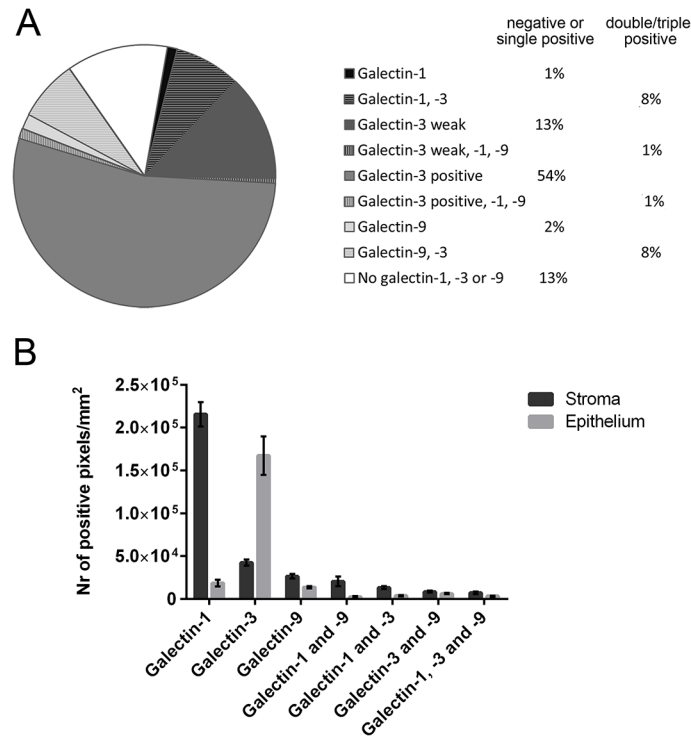 A
negative or single positive
double/triple positive
Galectin-1 1%
Galectin-1, -3 8%
Galectin-3 weak 13%
Galectin-3 weak, -1, -9 1%
Galectin-3 positive 54%
Galectin-3 positive, -1, -9 1%
Galectin-9 2%
Galectin-9, -3 8%
No galectin-1, -3 or -9 13%
B
Nr of positive pixels/mm²
2.5×10⁵
2.0×10⁵
1.5×10⁵
1.0×10⁵
5.0×10⁴
0
Stroma
Epithelium
Galectin-1
Galectin-3
Galectin-9
Galectin-1 and -9
Galectin-1 and -3
Galectin-3 and -9
Galectin-1, -3 and -9